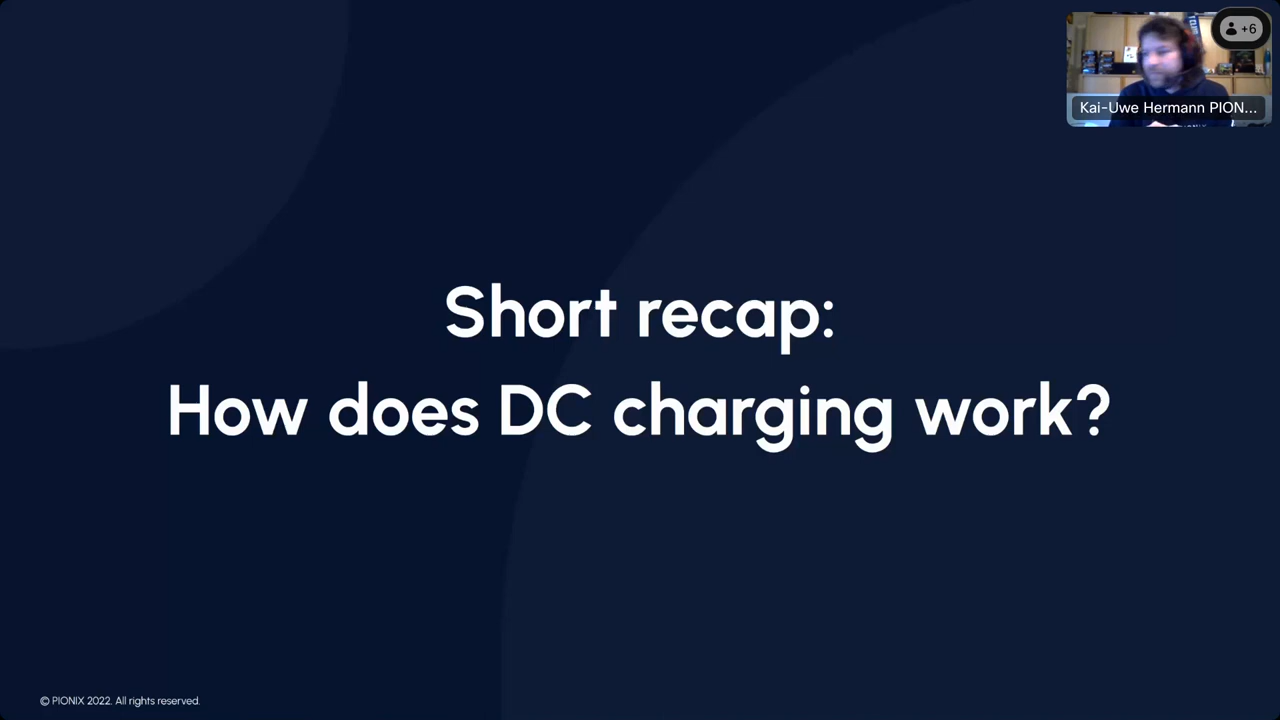 +6
Kai-Uwe Hermann PION...
Short recap:
How does DC charging work?
© PIONIX 2022. All rights reserved.